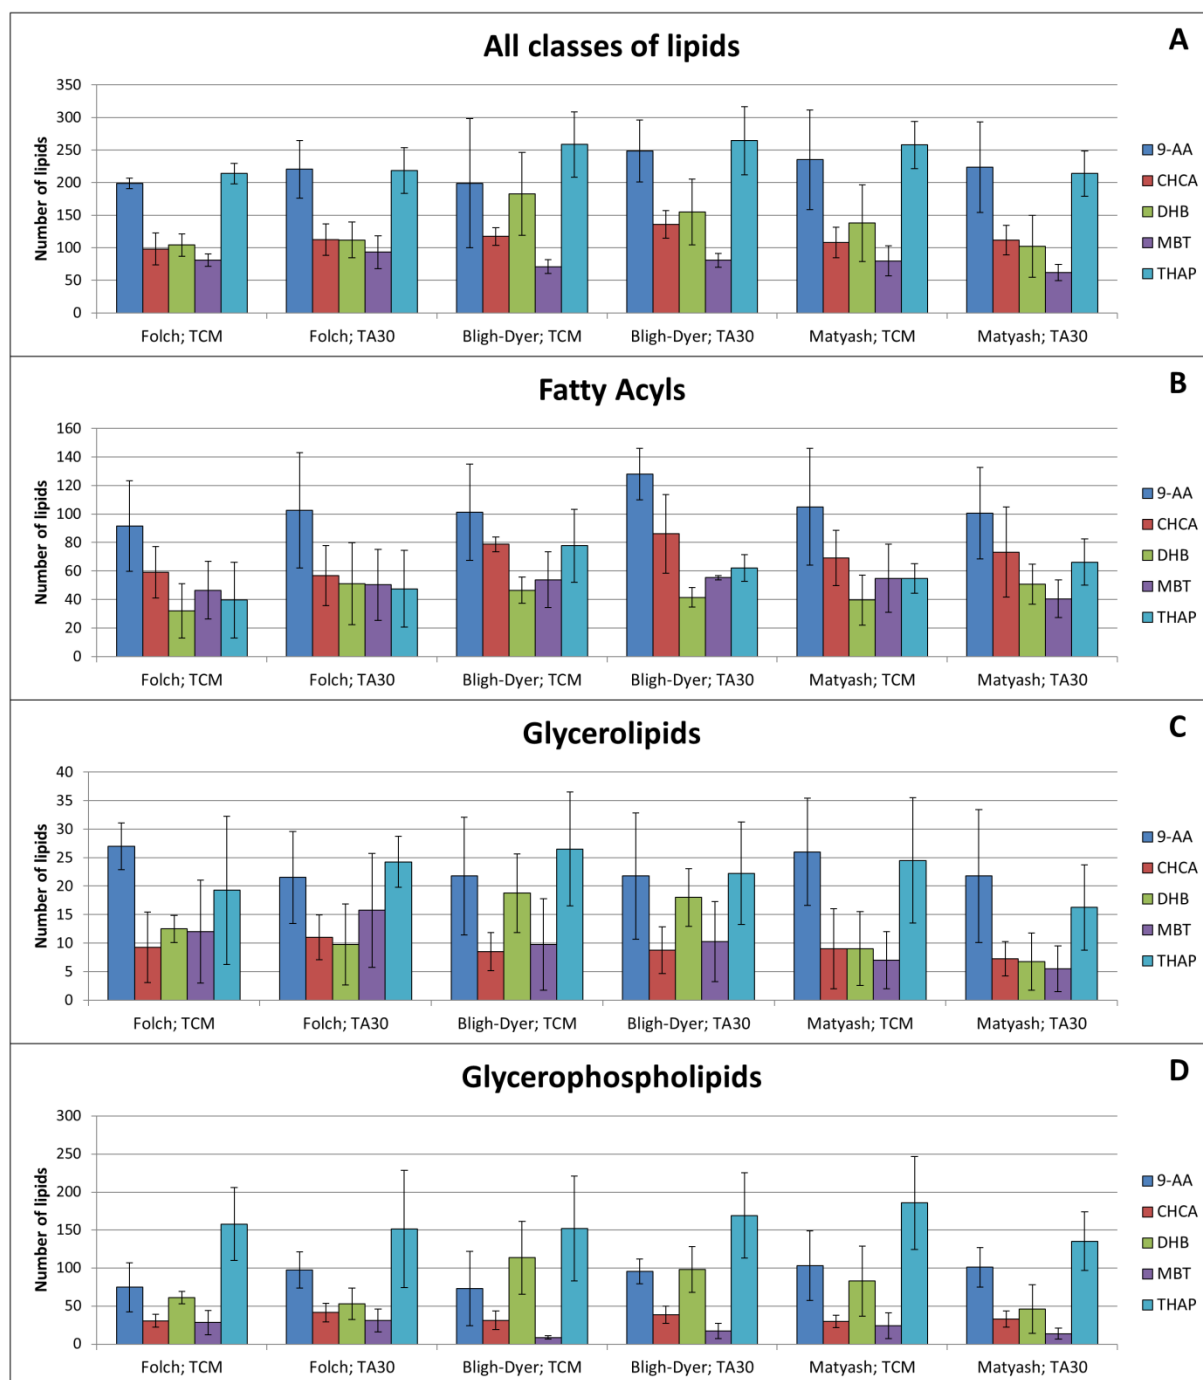 All classes of lipids
A
Number of lipids
350
300
250
200
150
100
50
0
Folch; TCM
Folch; TA30
Bligh-Dyer; TCM
Bligh-Dyer; TA30
Matyash; TCM
Matyash; TA30
9-AA
CHCA
DHB
MBT
THAP
Fatty Acyls
B
Number of lipids
160
140
120
100
80
60
40
20
0
Folch; TCM
Folch; TA30
Bligh-Dyer; TCM
Bligh-Dyer; TA30
Matyash; TCM
Matyash; TA30
9-AA
CHCA
DHB
MBT
THAP
Glycerolipids
C
Number of lipids
40
35
30
25
20
15
10
5
0
Folch; TCM
Folch; TA30
Bligh-Dyer; TCM
Bligh-Dyer; TA30
Matyash; TCM
Matyash; TA30
9-AA
CHCA
DHB
MBT
THAP
Glycerophospholipids
D
Number of lipids
300
250
200
150
100
50
0
Folch; TCM
Folch; TA30
Bligh-Dyer; TCM
Bligh-Dyer; TA30
Matyash; TCM
Matyash; TA30
9-AA
CHCA
DHB
MBT
THAP